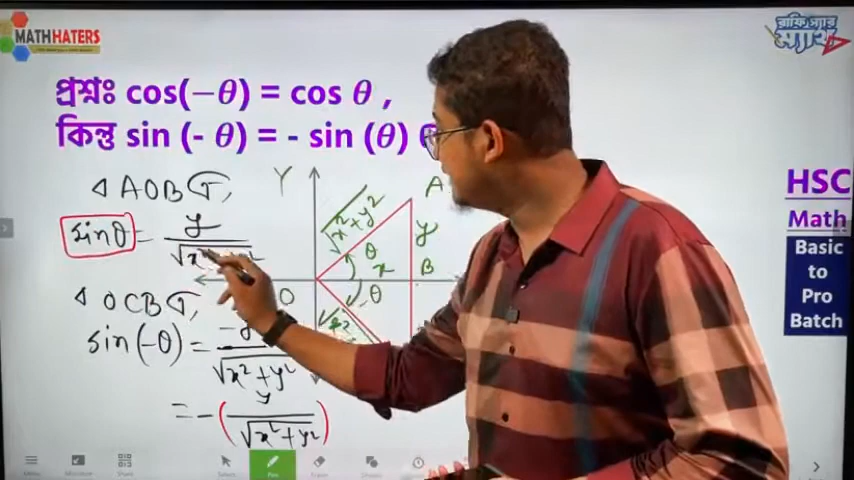 MATHHATERS
রাকিব স্যার
ম্যাথ
প্রশ্নঃ cos(−θ) = cos θ ,
কিন্তু sin (- θ) = - sin (θ)
⊲ AOB এ,
sinθ = y / √x² + y²
⊲ OCB এ,
sin(−θ) = −y / √x²+y²
= −( y / √x²+y² )
Y
A
√x²+y²
θ
y
x
B
O
−θ
HSC
Math
Basic
to
Pro
Batch